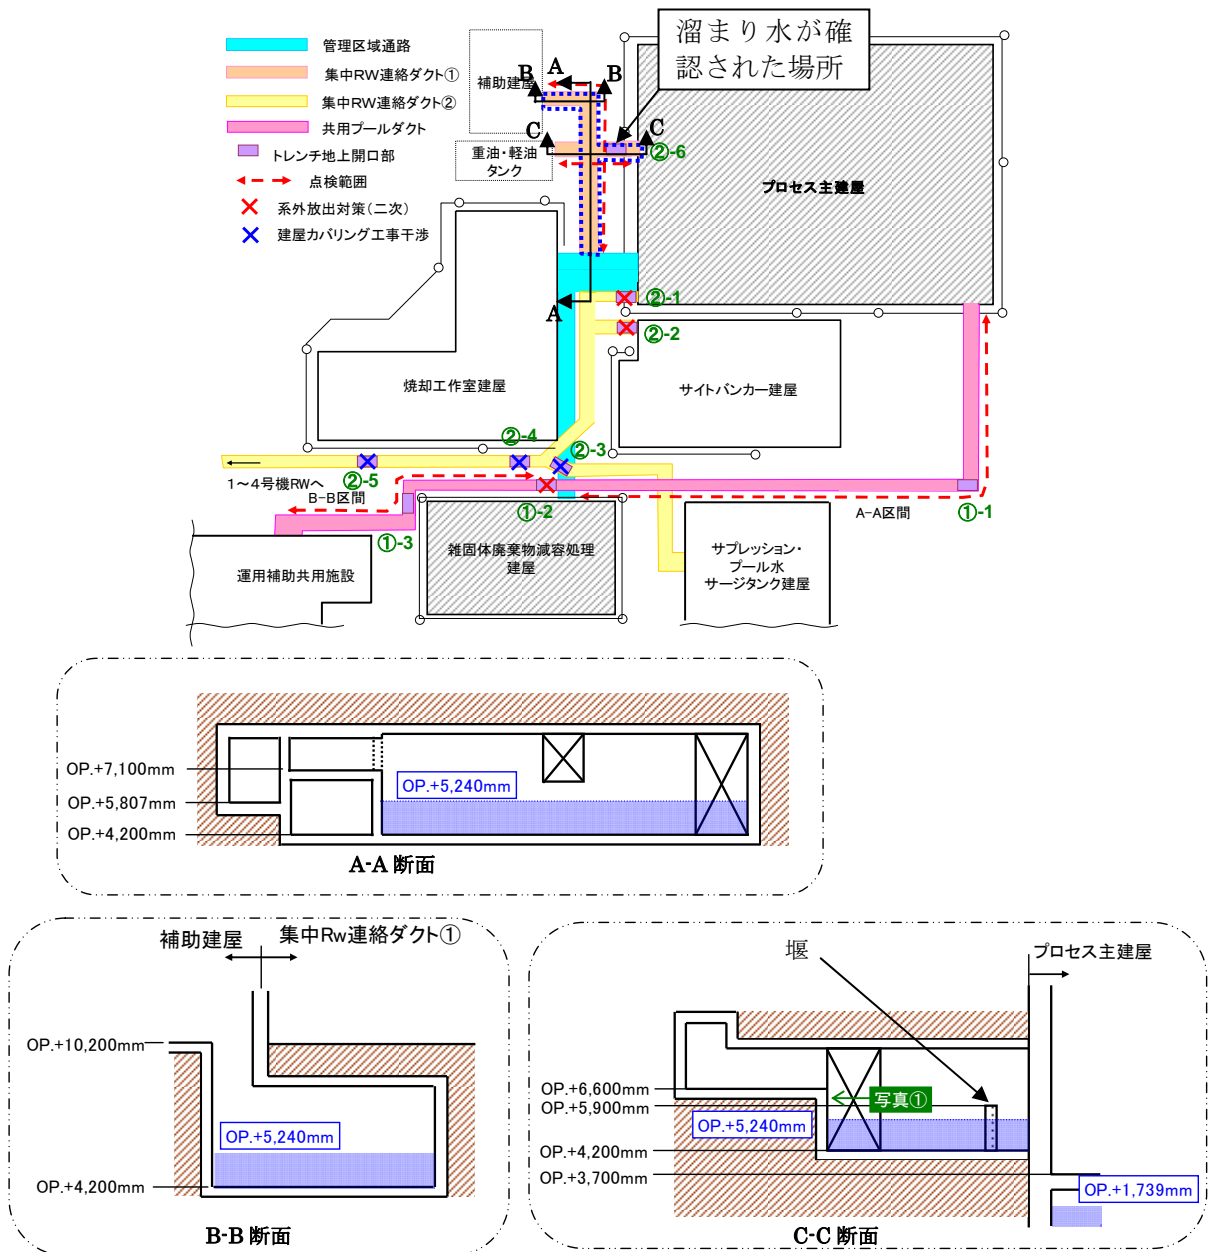 溜まり水が確
認された場所
管理区域通路
集中RW連絡ダクト①
集中RW連絡ダクト②
共用プールダクト
トレンチ地上開口部
点検範囲
系外放出対策(二次)
建屋カバリング工事干渉
補助建屋
A
B
B
C
C
②-6
重油・軽油
タンク
プロセス主建屋
A
②-1
②-2
焼却工作室建屋
サイトバンカー建屋
②-4
②-3
②-5
1～4号機RWへ
B-B区間
①-2
A-A区間
①-1
①-3
雑固体廃棄物減容処理
建屋
運用補助共用施設
サプレッション・
プール水
サージタンク建屋
OP.+7,100mm
OP.+5,807mm
OP.+4,200mm
OP.+5,240mm
A-A 断面
補助建屋
集中Rw連絡ダクト①
OP.+10,200mm
OP.+5,240mm
OP.+4,200mm
B-B 断面
堰
プロセス主建屋
OP.+6,600mm
OP.+5,900mm
写真①
OP.+5,240mm
OP.+4,200mm
OP.+3,700mm
OP.+1,739mm
C-C 断面